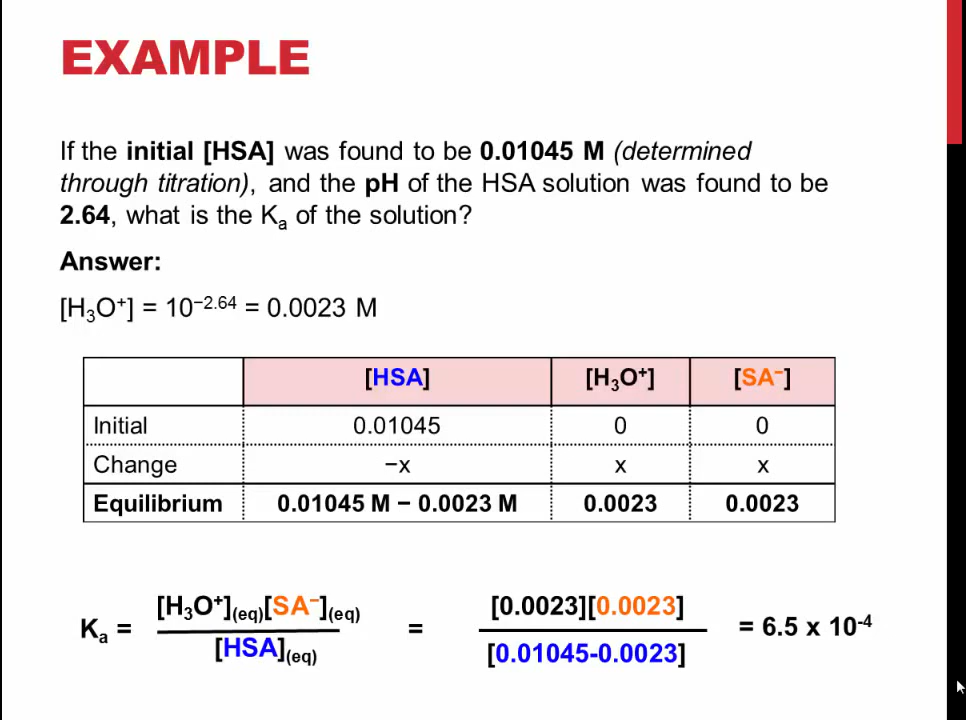 EXAMPLE
If the initial [HSA] was found to be 0.01045 M (determined
through titration), and the pH of the HSA solution was found to be
2.64, what is the Kₐ of the solution?
Answer:
[H₃O⁺] = 10⁻²·⁶⁴ = 0.0023 M
[HSA] [H₃O⁺] [SA⁻]
Initial 0.01045 0 0
Change −x x x
Equilibrium 0.01045 M − 0.0023 M 0.0023 0.0023
[H₃O⁺](eq)[SA⁻](eq) [0.0023][0.0023]
Kₐ = = = 6.5 x 10⁻⁴
[HSA](eq) [0.01045-0.0023]